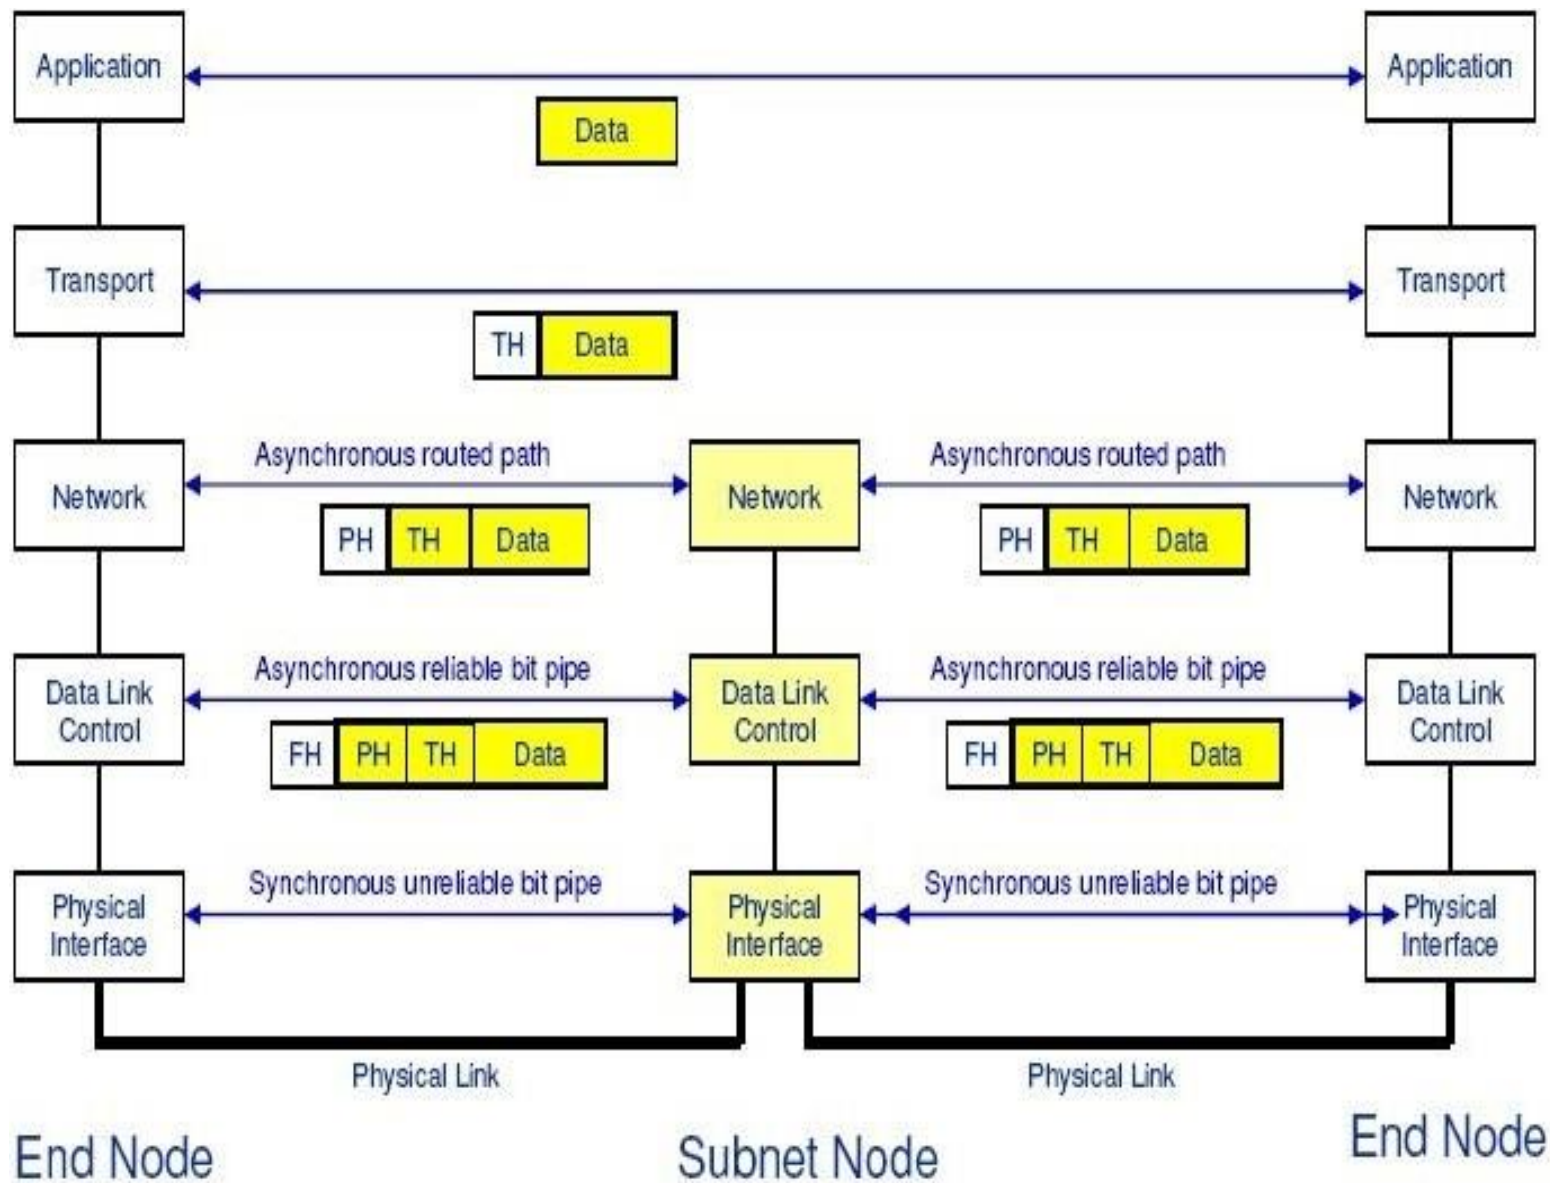 Application
Application
Data
Transport
Transport
TH Data
Asynchronous routed path
Asynchronous routed path
Network
Network
Network
PH TH Data
PH TH Data
Asynchronous reliable bit pipe
Asynchronous reliable bit pipe
Data Link
Control
Data Link
Control
Data Link
Control
FH PH TH Data
FH PH TH Data
Synchronous unreliable bit pipe
Synchronous unreliable bit pipe
Physical
Interface
Physical
Interface
Physical
Interface
Physical Link
Physical Link
End Node
Subnet Node
End Node